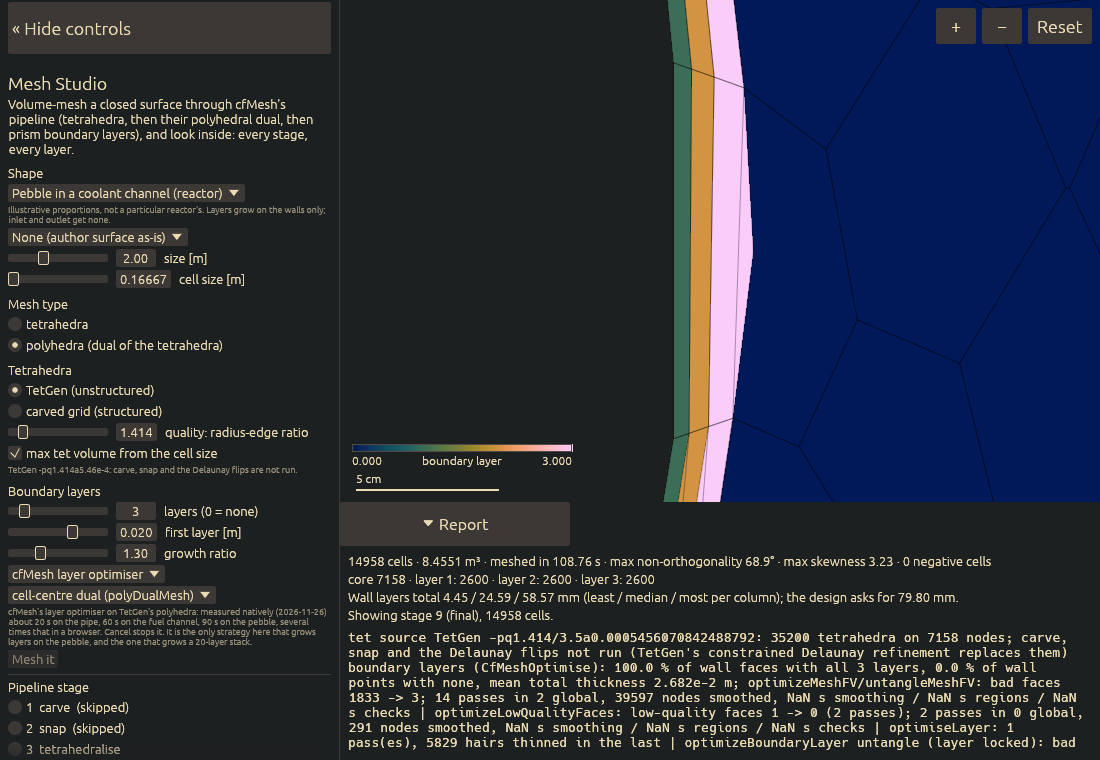 « Hide controls
Mesh Studio
Volume-mesh a closed surface through cfMesh's
pipeline (tetrahedra, then their polyhedral dual, then
prism boundary layers), and look inside: every stage,
every layer.
Shape
Pebble in a coolant channel (reactor)
Illustrative proportions, not a particular reactor's. Layers grow on the walls only;
inlet and outlet get none.
None (author surface as-is)
2.00 size [m]
0.16667 cell size [m]
Mesh type
tetrahedra
polyhedra (dual of the tetrahedra)
Tetrahedra
TetGen (unstructured)
carved grid (structured)
1.414 quality: radius-edge ratio
max tet volume from the cell size
TetGen -pq1.414a5.46e-4: carve, snap and the Delaunay flips are not run.
Boundary layers
3 layers (0 = none)
0.020 first layer [m]
1.30 growth ratio
cfMesh layer optimiser
cell-centre dual (polyDualMesh)
cfMesh's layer optimiser on TetGen's polyhedra: measured natively (2026-11-26)
about 20 s on the pipe, 60 s on the fuel channel, 90 s on the pebble, several
times that in a browser. Cancel stops it. It is the only strategy here that grows
layers on the pebble, and the one that grows a 20-layer stack.
Mesh it
Pipeline stage
1 carve (skipped)
2 snap (skipped)
3 tetrahedralise
+ − Reset
0.000 boundary layer 3.000
5 cm
Report
14958 cells · 8.4551 m³ · meshed in 108.76 s · max non-orthogonality 68.9° · max skewness 3.23 · 0 negative cells
core 7158 · layer 1: 2600 · layer 2: 2600 · layer 3: 2600
Wall layers total 4.45 / 24.59 / 58.57 mm (least / median / most per column); the design asks for 79.80 mm.
Showing stage 9 (final), 14958 cells.
tet source TetGen -pq1.414/3.5a0.0005456070842488792: 35200 tetrahedra on 7158 nodes; carve,
snap and the Delaunay flips not run (TetGen's constrained Delaunay refinement replaces them)
boundary layers (CfMeshOptimise): 100.0 % of wall faces with all 3 layers, 0.0 % of wall
points with none, mean total thickness 2.682e-2 m; optimizeMeshFV/untangleMeshFV: bad faces
1833 -> 3; 14 passes in 2 global, 39597 nodes smoothed, NaN s smoothing / NaN s regions / NaN
s checks | optimizeLowQualityFaces: low-quality faces 1 -> 0 (2 passes); 2 passes in 0 global,
291 nodes smoothed, NaN s smoothing / NaN s regions / NaN s checks | optimiseLayer: 1
pass(es), 5829 hairs thinned in the last | optimizeBoundaryLayer untangle (layer locked): bad